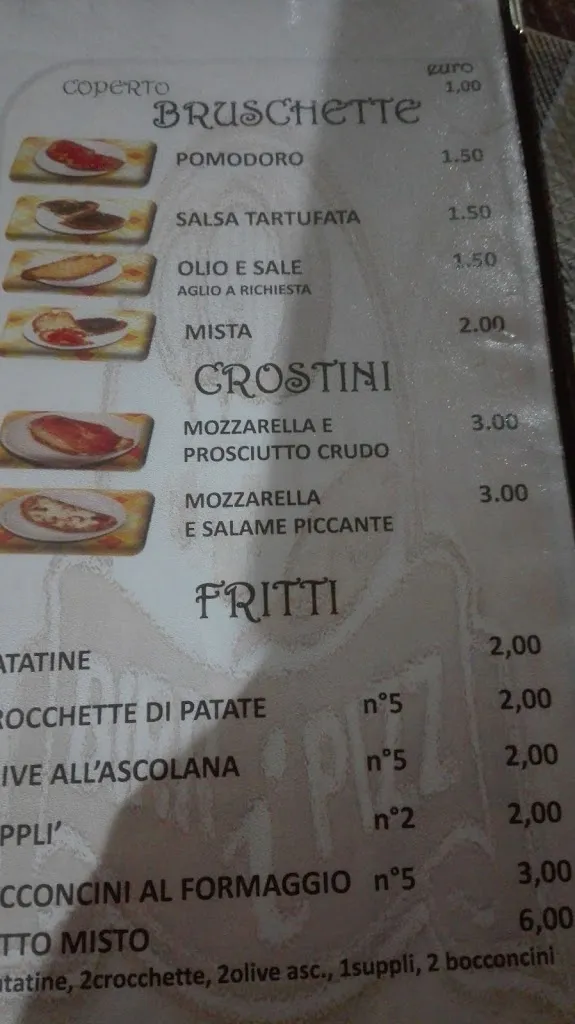 euro
COPERTO 1,00
BRUSCHETTE
POMODORO 1.50
SALSA TARTUFATA 1.50
OLIO E SALE 1.50
AGLIO A RICHIESTA
MISTA 2.00
CROSTINI
MOZZARELLA E 3.00
PROSCIUTTO CRUDO
MOZZARELLA 3.00
E SALAME PICCANTE
FRITTI
ATATINE 2,00
ROCCHETTE DI PATATE n°5 2,00
IVE ALL'ASCOLANA n°5 2,00
PPLI' n°2 2,00
CCONCINI AL FORMAGGIO n°5 3,00
TTO MISTO 6,00
tatine, 2crocchette, 2olive asc., 1suppli, 2 bocconcini